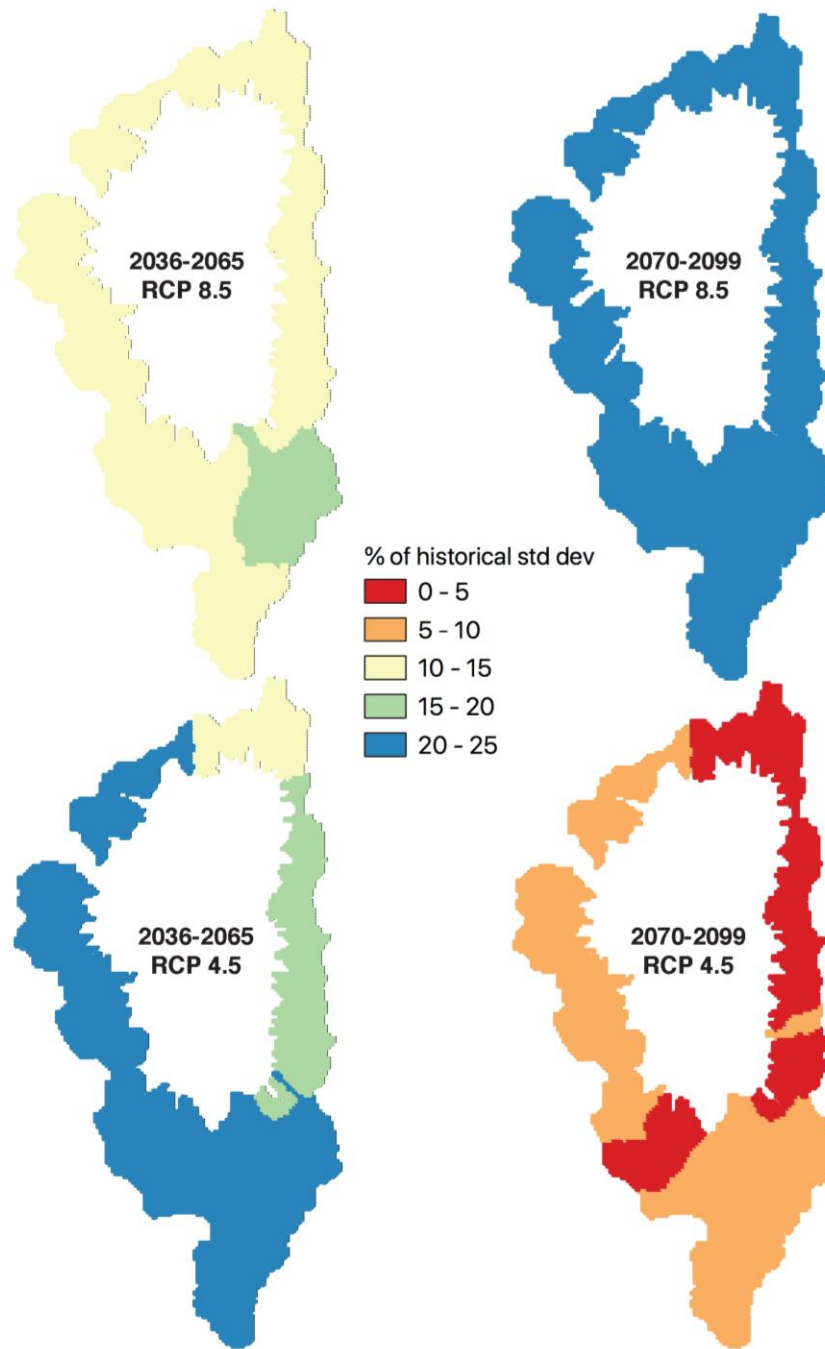 2036-2065
RCP 8.5
2070-2099
RCP 8.5
% of historical std dev
0 - 5
5 - 10
10 - 15
15 - 20
20 - 25
2036-2065
RCP 4.5
2070-2099
RCP 4.5